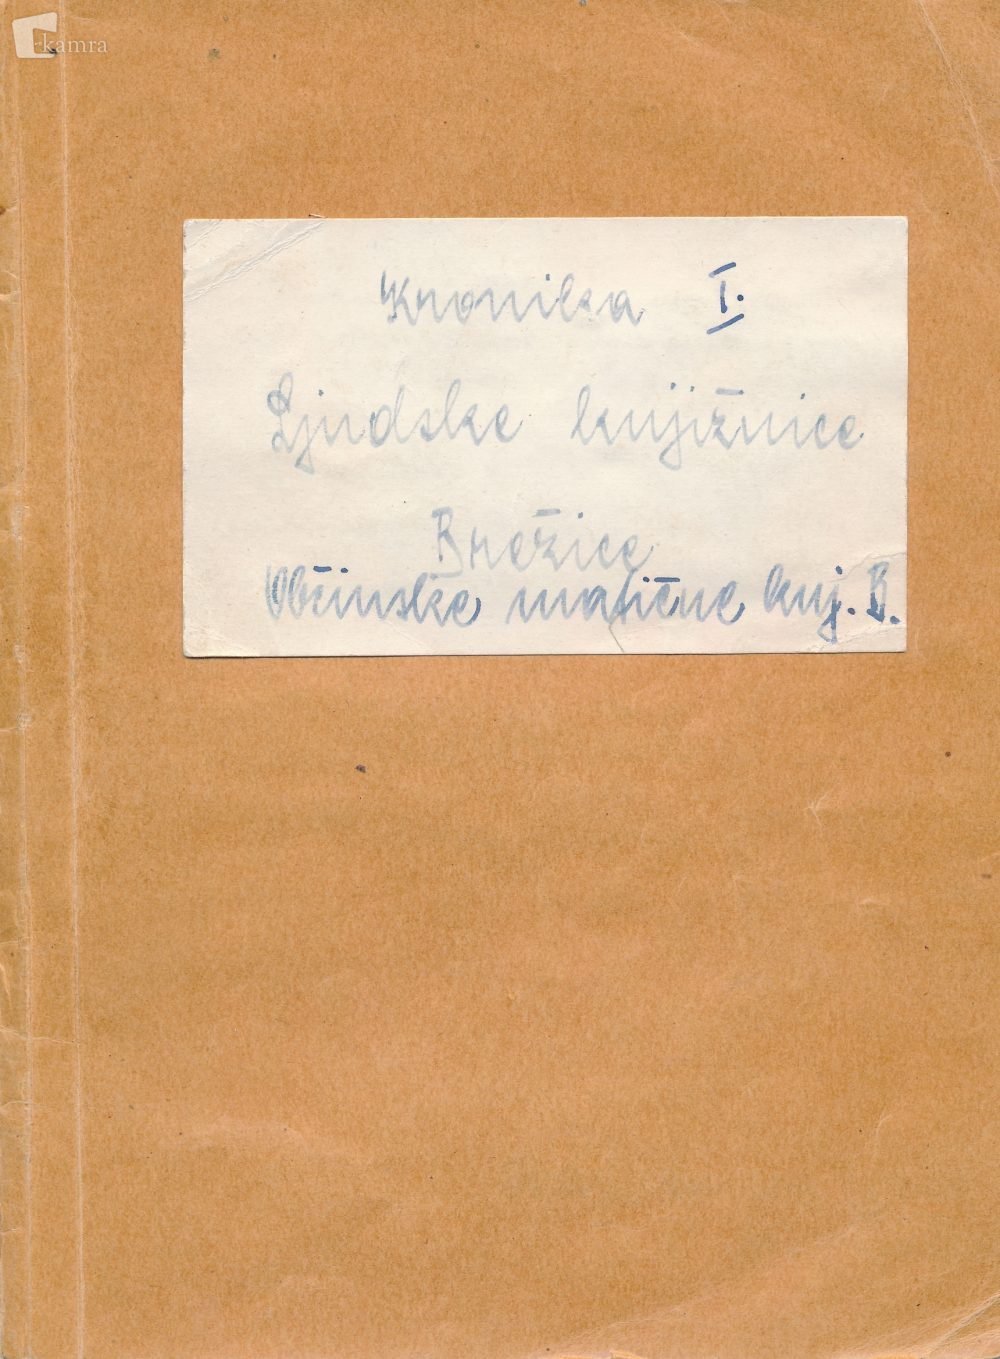 kamra
Kronika I.
Ljudske knjižnice
Brežice
Občinske matične knj. B.